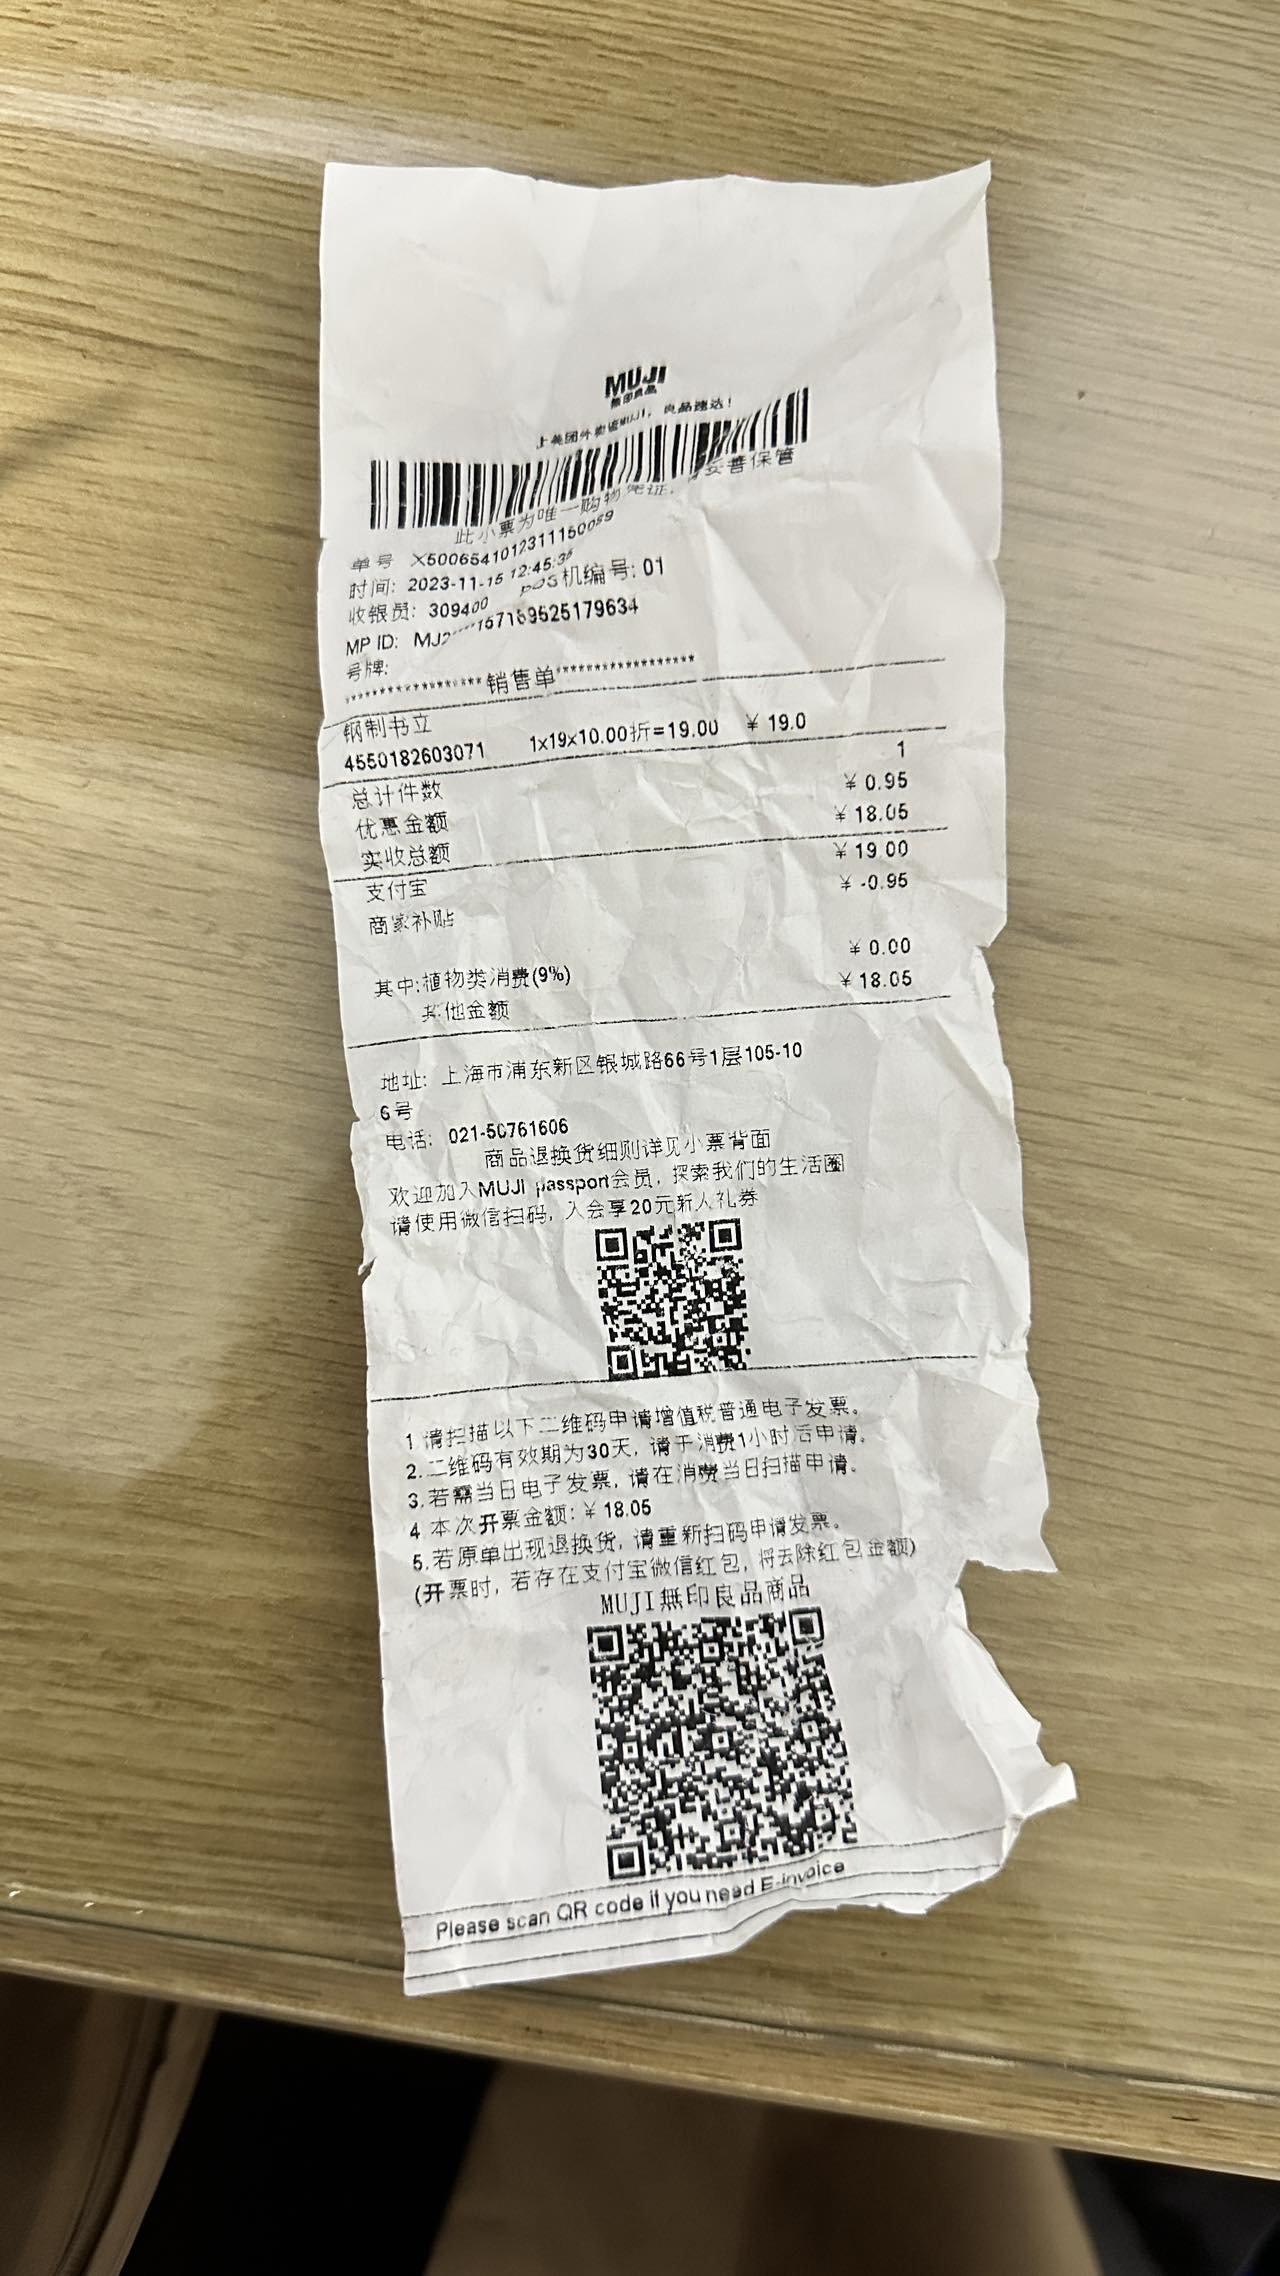 MUJI
無印良品
上美团外卖逛MUJI，良品速达！
此小票为唯一购物凭证，请妥善保管
单号 X5006541012311150089
时间: 2023-11-15 12:45:35
收银员: 309400 POS机编号: 01
MP ID:
号牌:
******************销售单******************
钢制书立
4550182603071 1x19x10.00折=19.00 ¥ 19.0
总计件数 1
优惠金额 ¥ 0.95
实收总额 ¥ 18.05
支付宝 ¥ 19.00
商家补贴 ¥ -0.95
其中:植物类消费(9%) ¥ 0.00
其他金额 ¥ 18.05
地址: 上海市浦东新区银城路66号1层105-10
6号
电话: 021-50761606
商品退换货细则详见小票背面
欢迎加入MUJI passport会员，探索我们的生活圈
请使用微信扫码，入会享20元新人礼券
1.请扫描以下二维码申请增值税普通电子发票。
2.二维码有效期为30天，请于消费1小时后申请。
3.若需当日电子发票，请在消费当日扫描申请。
4.本次开票金额: ¥ 18.05
5.若原单出现退换货，请重新扫码申请发票。
(开票时，若存在支付宝微信红包，将去除红包金额)
MUJI無印良品商品
Please scan QR code if you need E-invoice